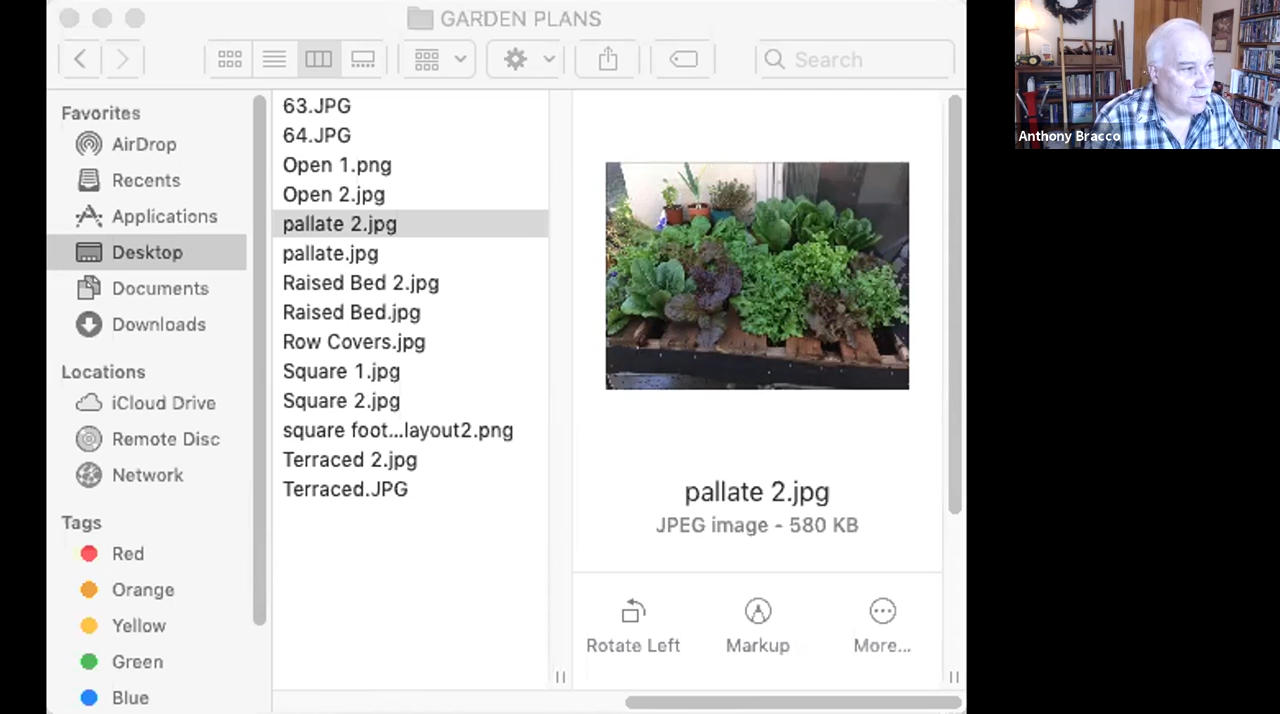 GARDEN PLANS
Search
Favorites
AirDrop
Recents
Applications
Desktop
Documents
Downloads
Locations
iCloud Drive
Remote Disc
Network
Tags
Red
Orange
Yellow
Green
Blue
63.JPG
64.JPG
Open 1.png
Open 2.jpg
pallate 2.jpg
pallate.jpg
Raised Bed 2.jpg
Raised Bed.jpg
Row Covers.jpg
Square 1.jpg
Square 2.jpg
square foot...layout2.png
Terraced 2.jpg
Terraced.JPG
pallate 2.jpg
JPEG image - 580 KB
Rotate Left
Markup
More...
Anthony Bracco